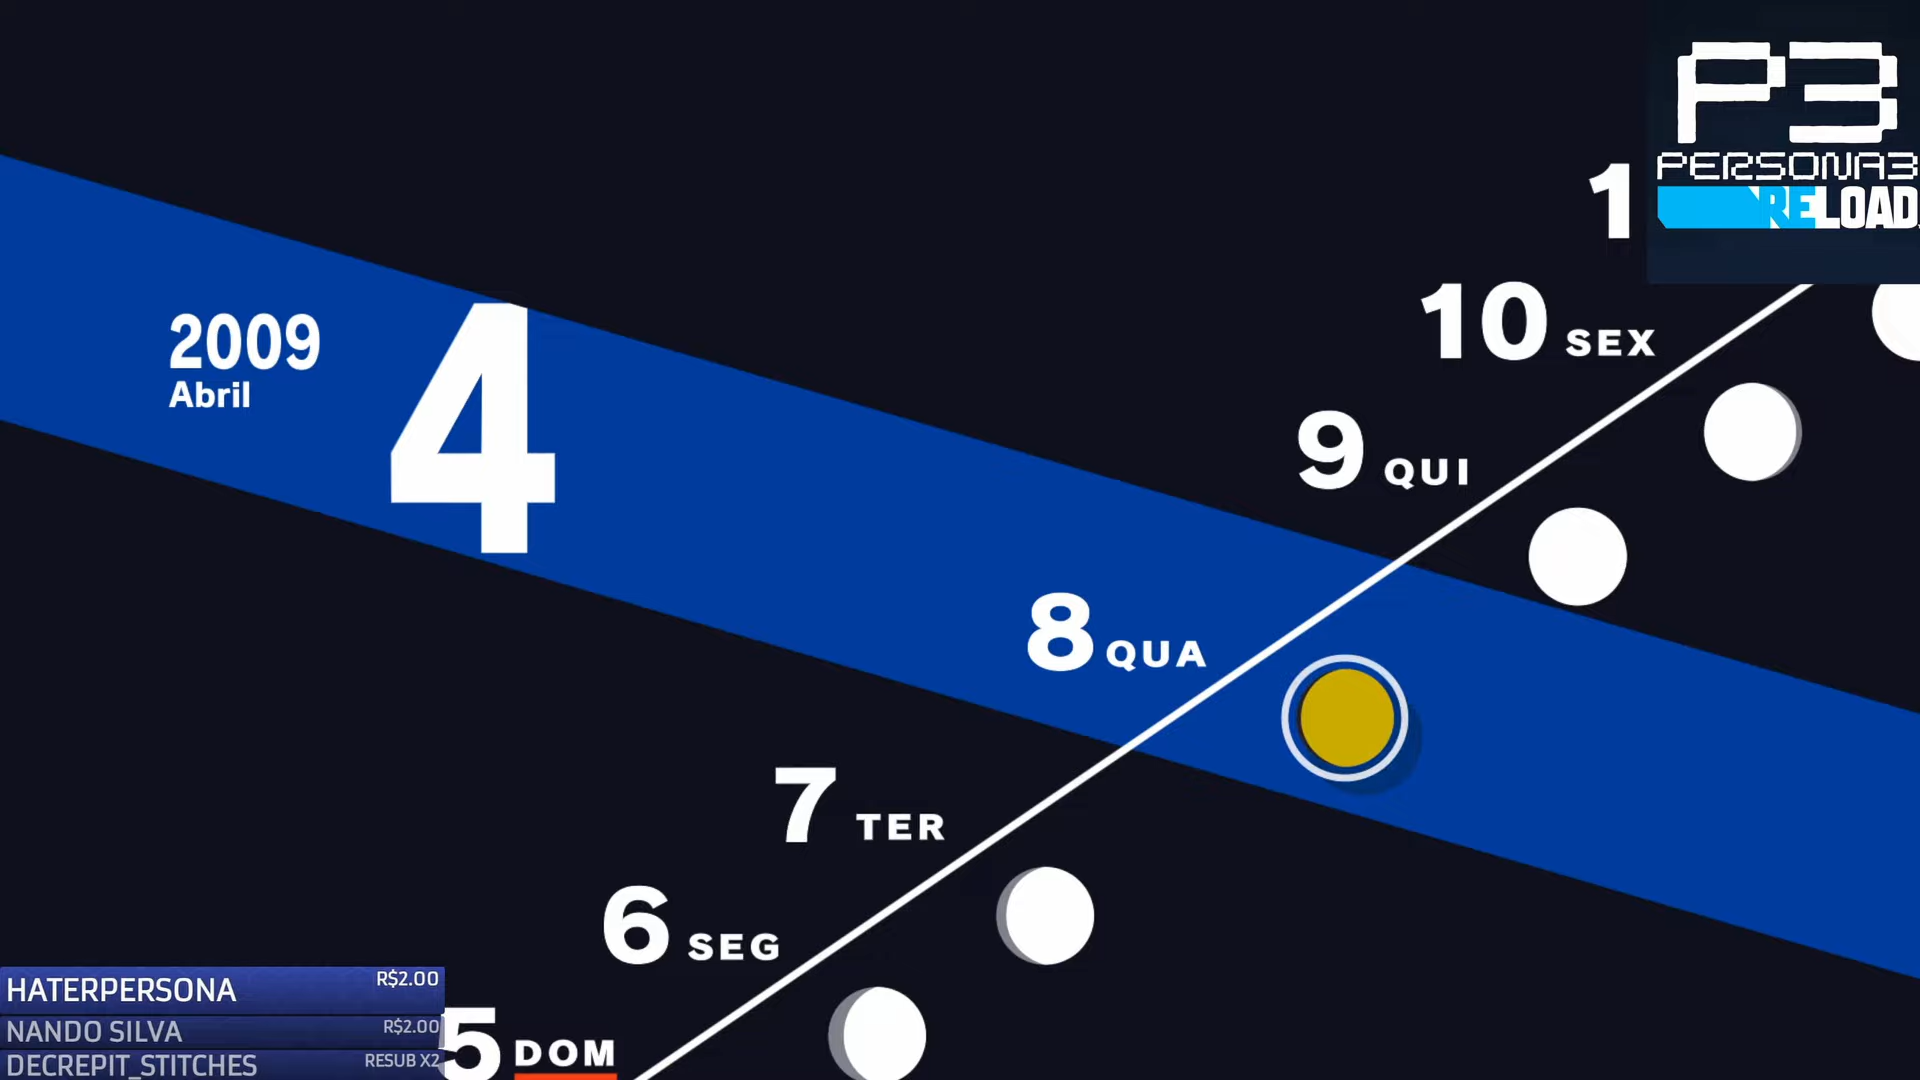 P3
PERSONA3
RELOAD
2009
Abril
4
1
10 SEX
9 QUI
8 QUA
7 TER
6 SEG
5 DOM
HATERPERSONA R$2.00
NANDO SILVA R$2.00
DECREPIT_STITCHES RESUB X2